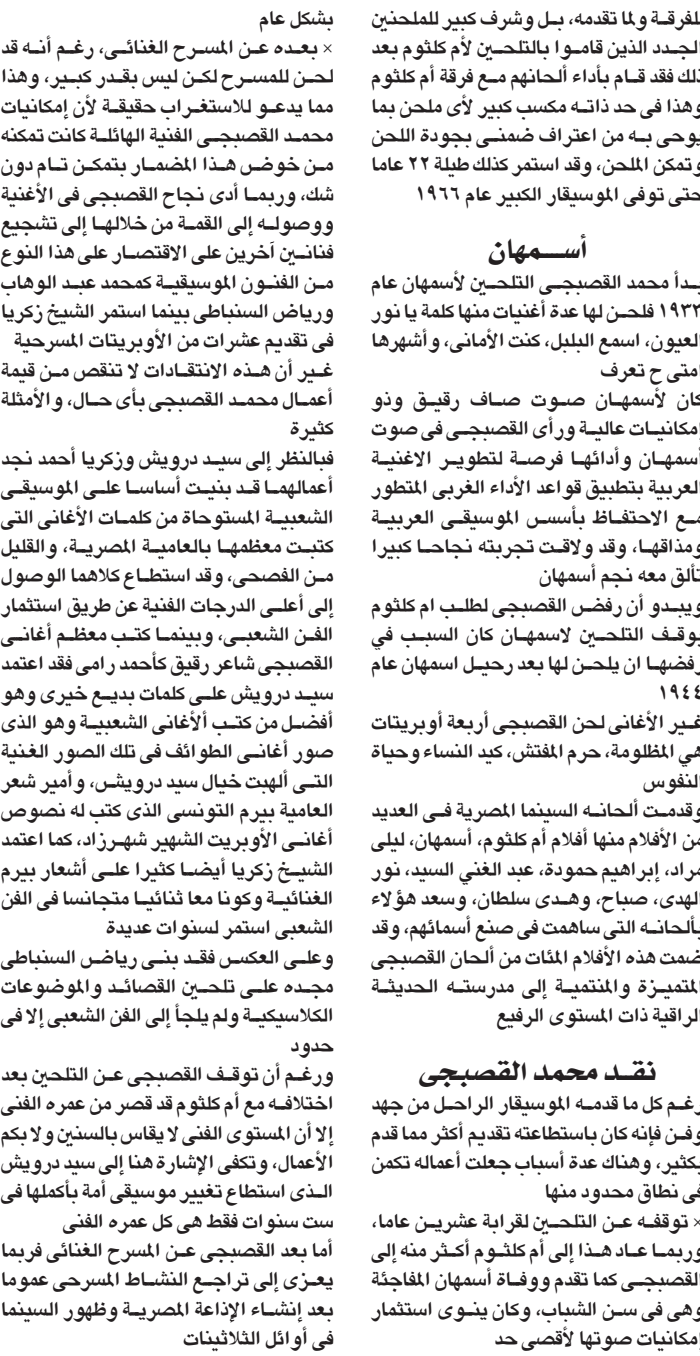 للفرقة ولما تقدمه، بل وشرف كبير للملحنين
الجدد الذين قاموا بالتلحين لأم كلثوم بعد
ذلك فقد قام بأداء ألحانهم مع فرقة أم كلثوم
وهذا فى حد ذاته مكسب كبير لأى ملحن بما
يوحى به من اعتراف ضمنى بجودة اللحن
وتمكن الملحن، وقد استمر كذلك طيلة ٢٢ عاما
حتى توفى الموسيقار الكبير عام ١٩٦٦
أسمهان
بدأ محمد القصبجى التلحين لأسمهان عام
١٩٣٣ فلحن لها عدة أغنيات منها كلمة يا نور
العيون، اسمع البلبل، كنت الأمانى، وأشهرها
امتى ح تعرف
كان لأسمهان صوت صاف رقيق وذو
امكانيات عالية ورأى القصبجى فى صوت
أسمهان وأدائها فرصة لتطوير الاغنية
العربية بتطبيق قواعد الأداء الغربى المتطور
مع الاحتفاظ بأسس الموسيقى العربية
ومذاقها، وقد ولاقت تجربته نجاحا كبيرا
تألق معه نجم أسمهان
ويبدو أن رفض القصبجى لطلب ام كلثوم
بوقف التلحين لاسمهان كان السبب في
رفضها ان يلحن لها بعد رحيل اسمهان عام
١٩٤٤
غير الأغانى لحن القصبجى أربعة أوبريتات
هي المظلومة، حرم المفتش، كيد النساء وحياة
النفوس
وقدمت ألحانه السينما المصرية فى العديد
من الأفلام منها أفلام أم كلثوم، أسمهان، ليلى
مراد، إبراهيم حمودة، عبد الغني السيد، نور
الهدى، صباح، وهدى سلطان، وسعد هؤلاء
بألحانه التى ساهمت فى صنع أسمائهم، وقد
ضمت هذه الأفلام المئات من ألحان القصبجى
المتميزة والمنتمية إلى مدرسته الحديثة
الراقية ذات المستوى الرفيع
نقد محمد القصبجى
رغم كل ما قدمه الموسيقار الراحل من جهد
وفن فإنه كان باستطاعته تقديم أكثر مما قدم
بكثير، وهناك عدة أسباب جعلت أعماله تكمن
فى نطاق محدود منها
× توقفه عن التلحين لقرابة عشرين عاما،
وربما عاد هذا إلى أم كلثوم أكثر منه إلى
القصبجى كما تقدم ووفاة أسمهان المفاجئة
وهى فى سن الشباب، وكان ينوى استثمار
امكانيات صوتها لأقصى حد
بشكل عام
× بعده عن المسرح الغنائى، رغم أنه قد
لحن للمسرح لكن ليس بقدر كبير، وهذا
مما يدعو للاستغراب حقيقة لأن إمكانيات
محمد القصبجى الفنية الهائلة كانت تمكنه
من خوض هذا المضمار بتمكن تام دون
شك، وربما أدى نجاح القصبجى فى الأغنية
ووصوله إلى القمة من خلالها إلى تشجيع
فنانين آخرين على الاقتصار على هذا النوع
من الفنون الموسيقية كمحمد عبد الوهاب
ورياض السنباطى بينما استمر الشيخ زكريا
فى تقديم عشرات من الأوبريتات المسرحية
غير أن هذه الانتقادات لا تنقص من قيمة
أعمال محمد القصبجى بأى حال، والأمثلة
كثيرة
فبالنظر إلى سيد درويش وزكريا أحمد نجد
أعمالهما قد بنيت أساسا على الموسيقى
الشعبية المستوحاة من كلمات الأغانى التى
كتبت معظمها بالعامية المصرية، والقليل
من الفصحى، وقد استطاع كلاهما الوصول
إلى أعلى الدرجات الفنية عن طريق استثمار
الفن الشعبى، وبينما كتب معظم أغانى
القصبجى شاعر رقيق كأحمد رامى فقد اعتمد
سيد درويش على كلمات بديع خيرى وهو
أفضل من كتب ألأغانى الشعبية وهو الذى
صور أغانى الطوائف فى تلك الصور الغنية
التى ألهبت خيال سيد درويش، وأمير شعر
العامية بيرم التونسى الذى كتب له نصوص
أغانى الأوبريت الشهير شهرزاد، كما اعتمد
الشيخ زكريا أيضا كثيرا على أشعار بيرم
الغنائية وكونا معا ثنائيا متجانسا فى الفن
الشعبى استمر لسنوات عديدة
وعلى العكس فقد بنى رياض السنباطى
مجده على تلحين القصائد والموضوعات
الكلاسيكية ولم يلجأ إلى الفن الشعبى إلا فى
حدود
ورغم أن توقف القصبجى عن التلحين بعد
اختلافه مع أم كلثوم قد قصر من عمره الفنى
إلا أن المستوى الفنى لا يقاس بالسنين ولا بكم
الأعمال، وتكفى الإشارة هنا إلى سيد درويش
الذى استطاع تغيير موسيقى أمة بأكملها فى
ست سنوات فقط هى كل عمره الفنى
أما بعد القصبجى عن المسرح الغنائى فربما
يعزى إلى تراجع النشاط المسرحى عموما
بعد إنشاء الإذاعة المصرية وظهور السينما
فى أوائل الثلاثينات